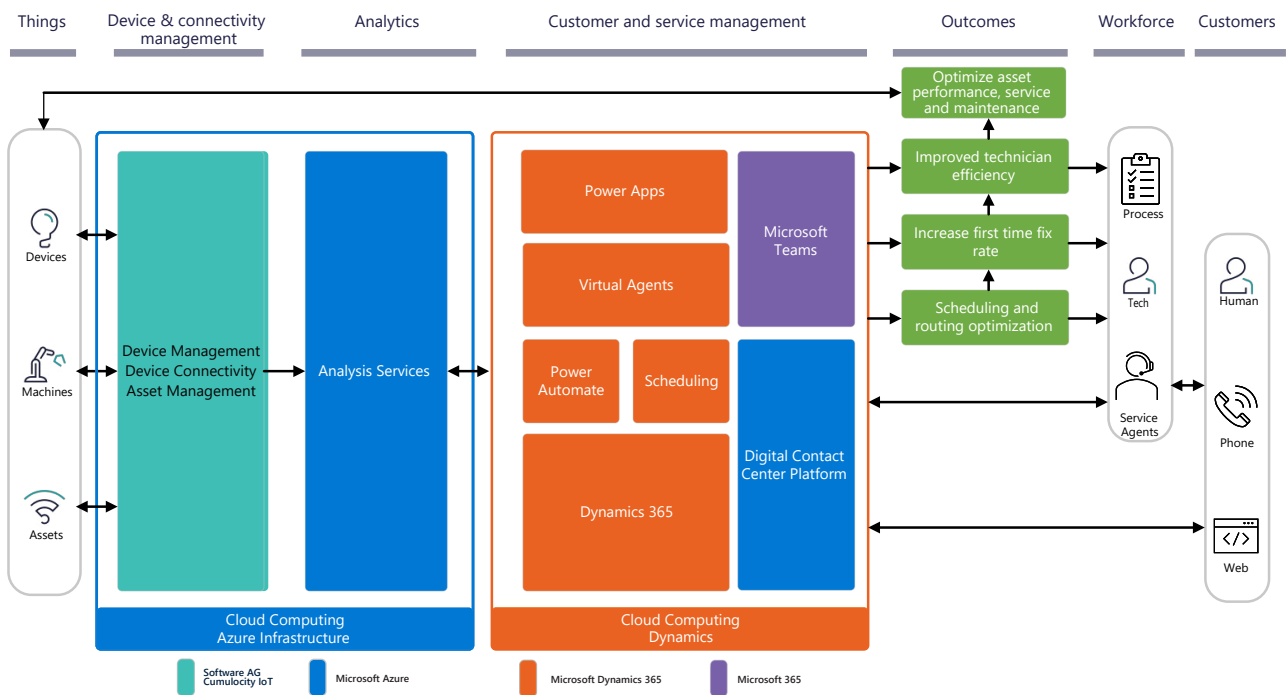 Things
Device & connectivity
management
Analytics
Customer and service management
Outcomes
Workforce
Customers
Optimize asset
performance, service
and maintenance
Improved technician
efficiency
Increase first time fix
rate
Scheduling and
routing optimization
Devices
Machines
Assets
Device Management
Device Connectivity
Asset Management
Analysis Services
Cloud Computing
Azure Infrastructure
Power Apps
Virtual Agents
Power
Automate
Scheduling
Dynamics 365
Microsoft
Teams
Digital Contact
Center Platform
Cloud Computing
Dynamics
Process
Tech
Service
Agents
Human
Phone
Web
Software AG
Cumulocity IoT
Microsoft Azure
Microsoft Dynamics 365
Microsoft 365